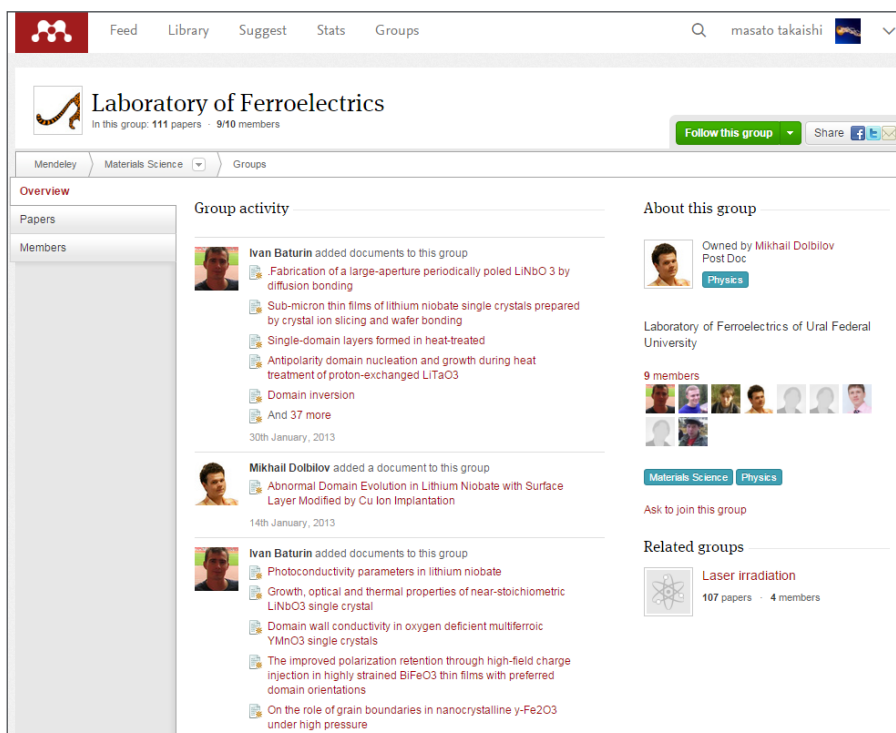 Feed Library Suggest Stats Groups masato takaishi
Laboratory of Ferroelectrics
In this group: 111 papers · 9/10 members
Follow this group Share
Mendeley Materials Science Groups
Overview
Papers
Members
Group activity
Ivan Baturin added documents to this group
.Fabrication of a large-aperture periodically poled LiNbO 3 by
diffusion bonding
Sub-micron thin films of lithium niobate single crystals prepared
by crystal ion slicing and wafer bonding
Single-domain layers formed in heat-treated
Antipolarity domain nucleation and growth during heat
treatment of proton-exchanged LiTaO3
Domain inversion
And 37 more
30th January, 2013
Mikhail Dolbilov added a document to this group
Abnormal Domain Evolution in Lithium Niobate with Surface
Layer Modified by Cu Ion Implantation
14th January, 2013
Ivan Baturin added documents to this group
Photoconductivity parameters in lithium niobate
Growth, optical and thermal properties of near-stoichiometric
LiNbO3 single crystal
Domain wall conductivity in oxygen deficient multiferroic
YMnO3 single crystals
The improved polarization retention through high-field charge
injection in highly strained BiFeO3 thin films with preferred
domain orientations
On the role of grain boundaries in nanocrystalline γ-Fe2O3
under high pressure
About this group
Owned by Mikhail Dolbilov
Post Doc
Physics
Laboratory of Ferroelectrics of Ural Federal
University
9 members
Materials Science Physics
Ask to join this group
Related groups
Laser irradiation
107 papers · 4 members